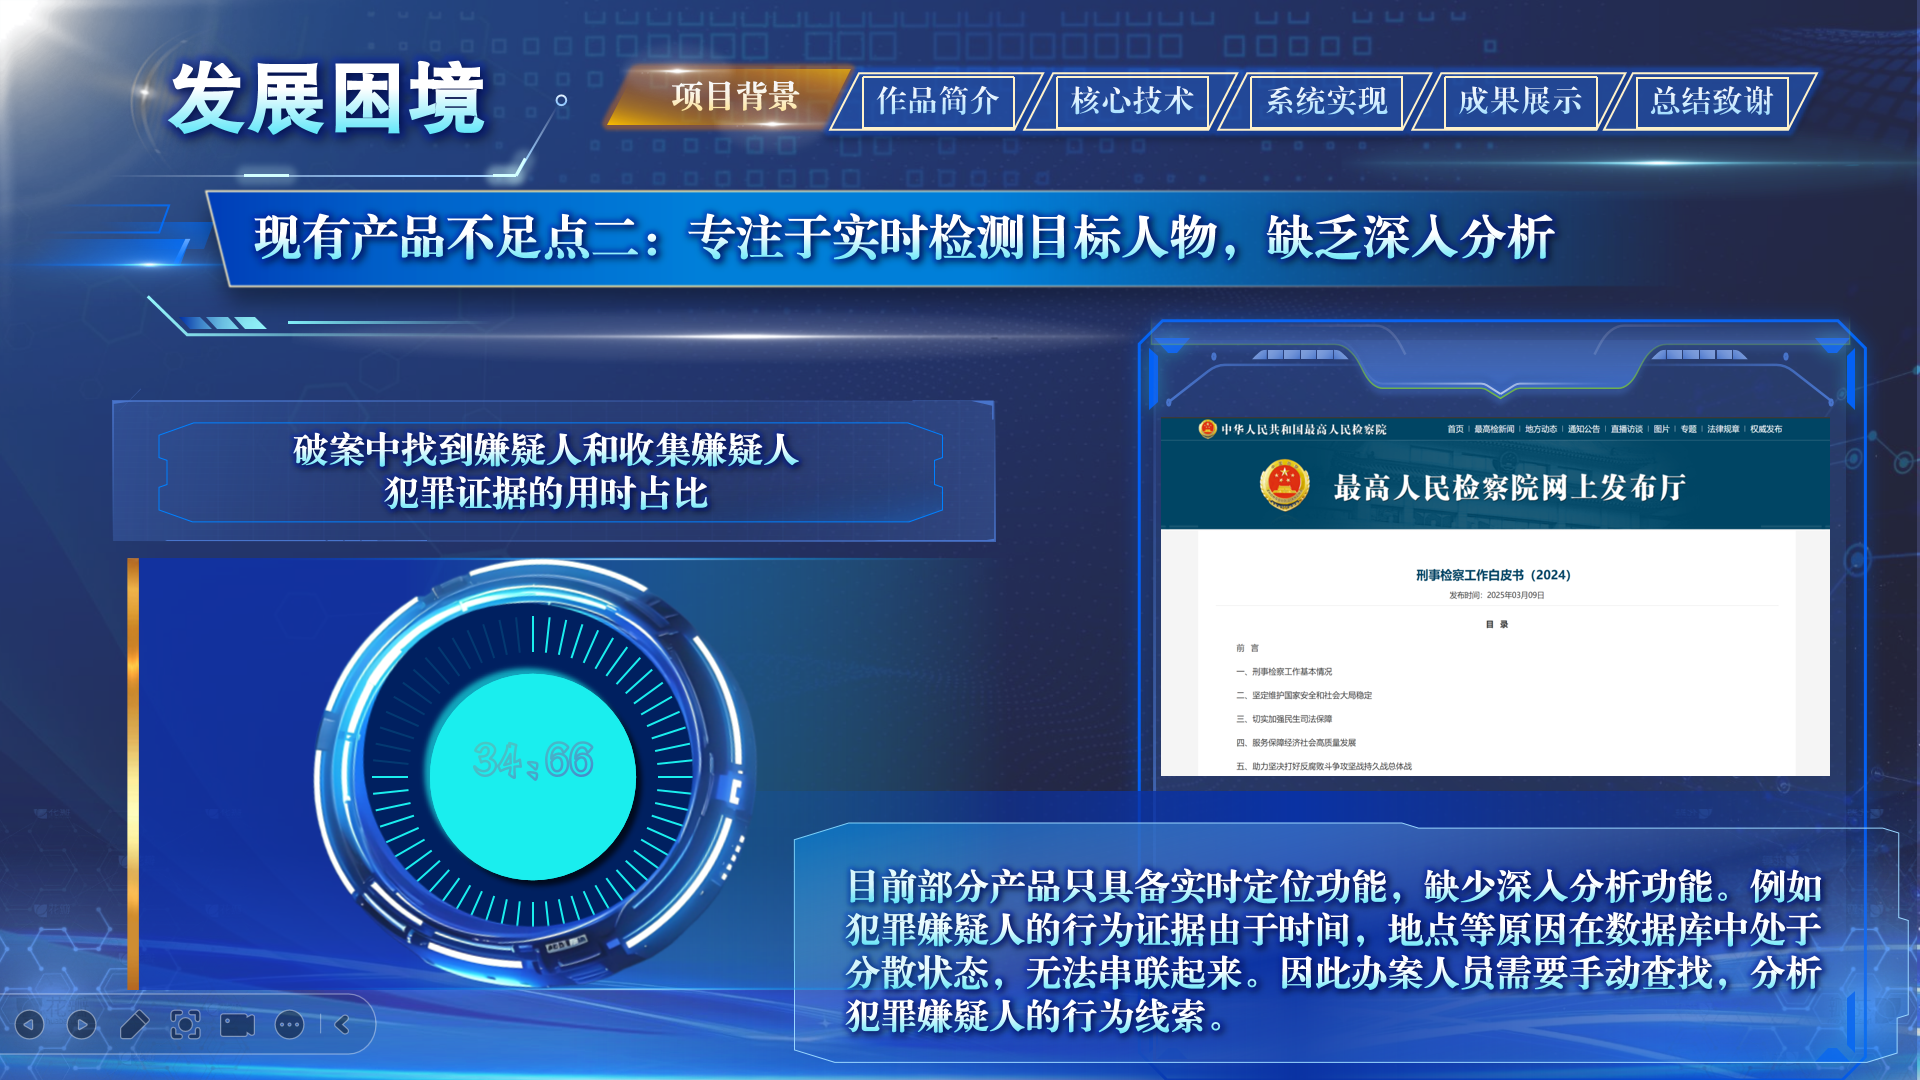 发展困境
项目背景
作品简介
核心技术
系统实现
成果展示
总结致谢
现有产品不足点二：专注于实时检测目标人物，缺乏深入分析
破案中找到嫌疑人和收集嫌疑人
犯罪证据的用时占比
34:66
中华人民共和国最高人民检察院
首页 | 最高检新闻 | 地方动态 | 通知公告 | 直播访谈 | 图片 | 专题 | 法律规章 | 权威发布
最高人民检察院网上发布厅
刑事检察工作白皮书（2024）
发布时间：2025年03月09日
目 录
前 言
一、刑事检察工作基本情况
二、坚定维护国家安全和社会大局稳定
三、切实加强民生司法保障
四、服务保障经济社会高质量发展
五、助力坚决打好反腐败斗争攻坚战持久战总体战
目前部分产品只具备实时定位功能，缺少深入分析功能。例如
犯罪嫌疑人的行为证据由于时间，地点等原因在数据库中处于
分散状态，无法串联起来。因此办案人员需要手动查找，分析
犯罪嫌疑人的行为线索。